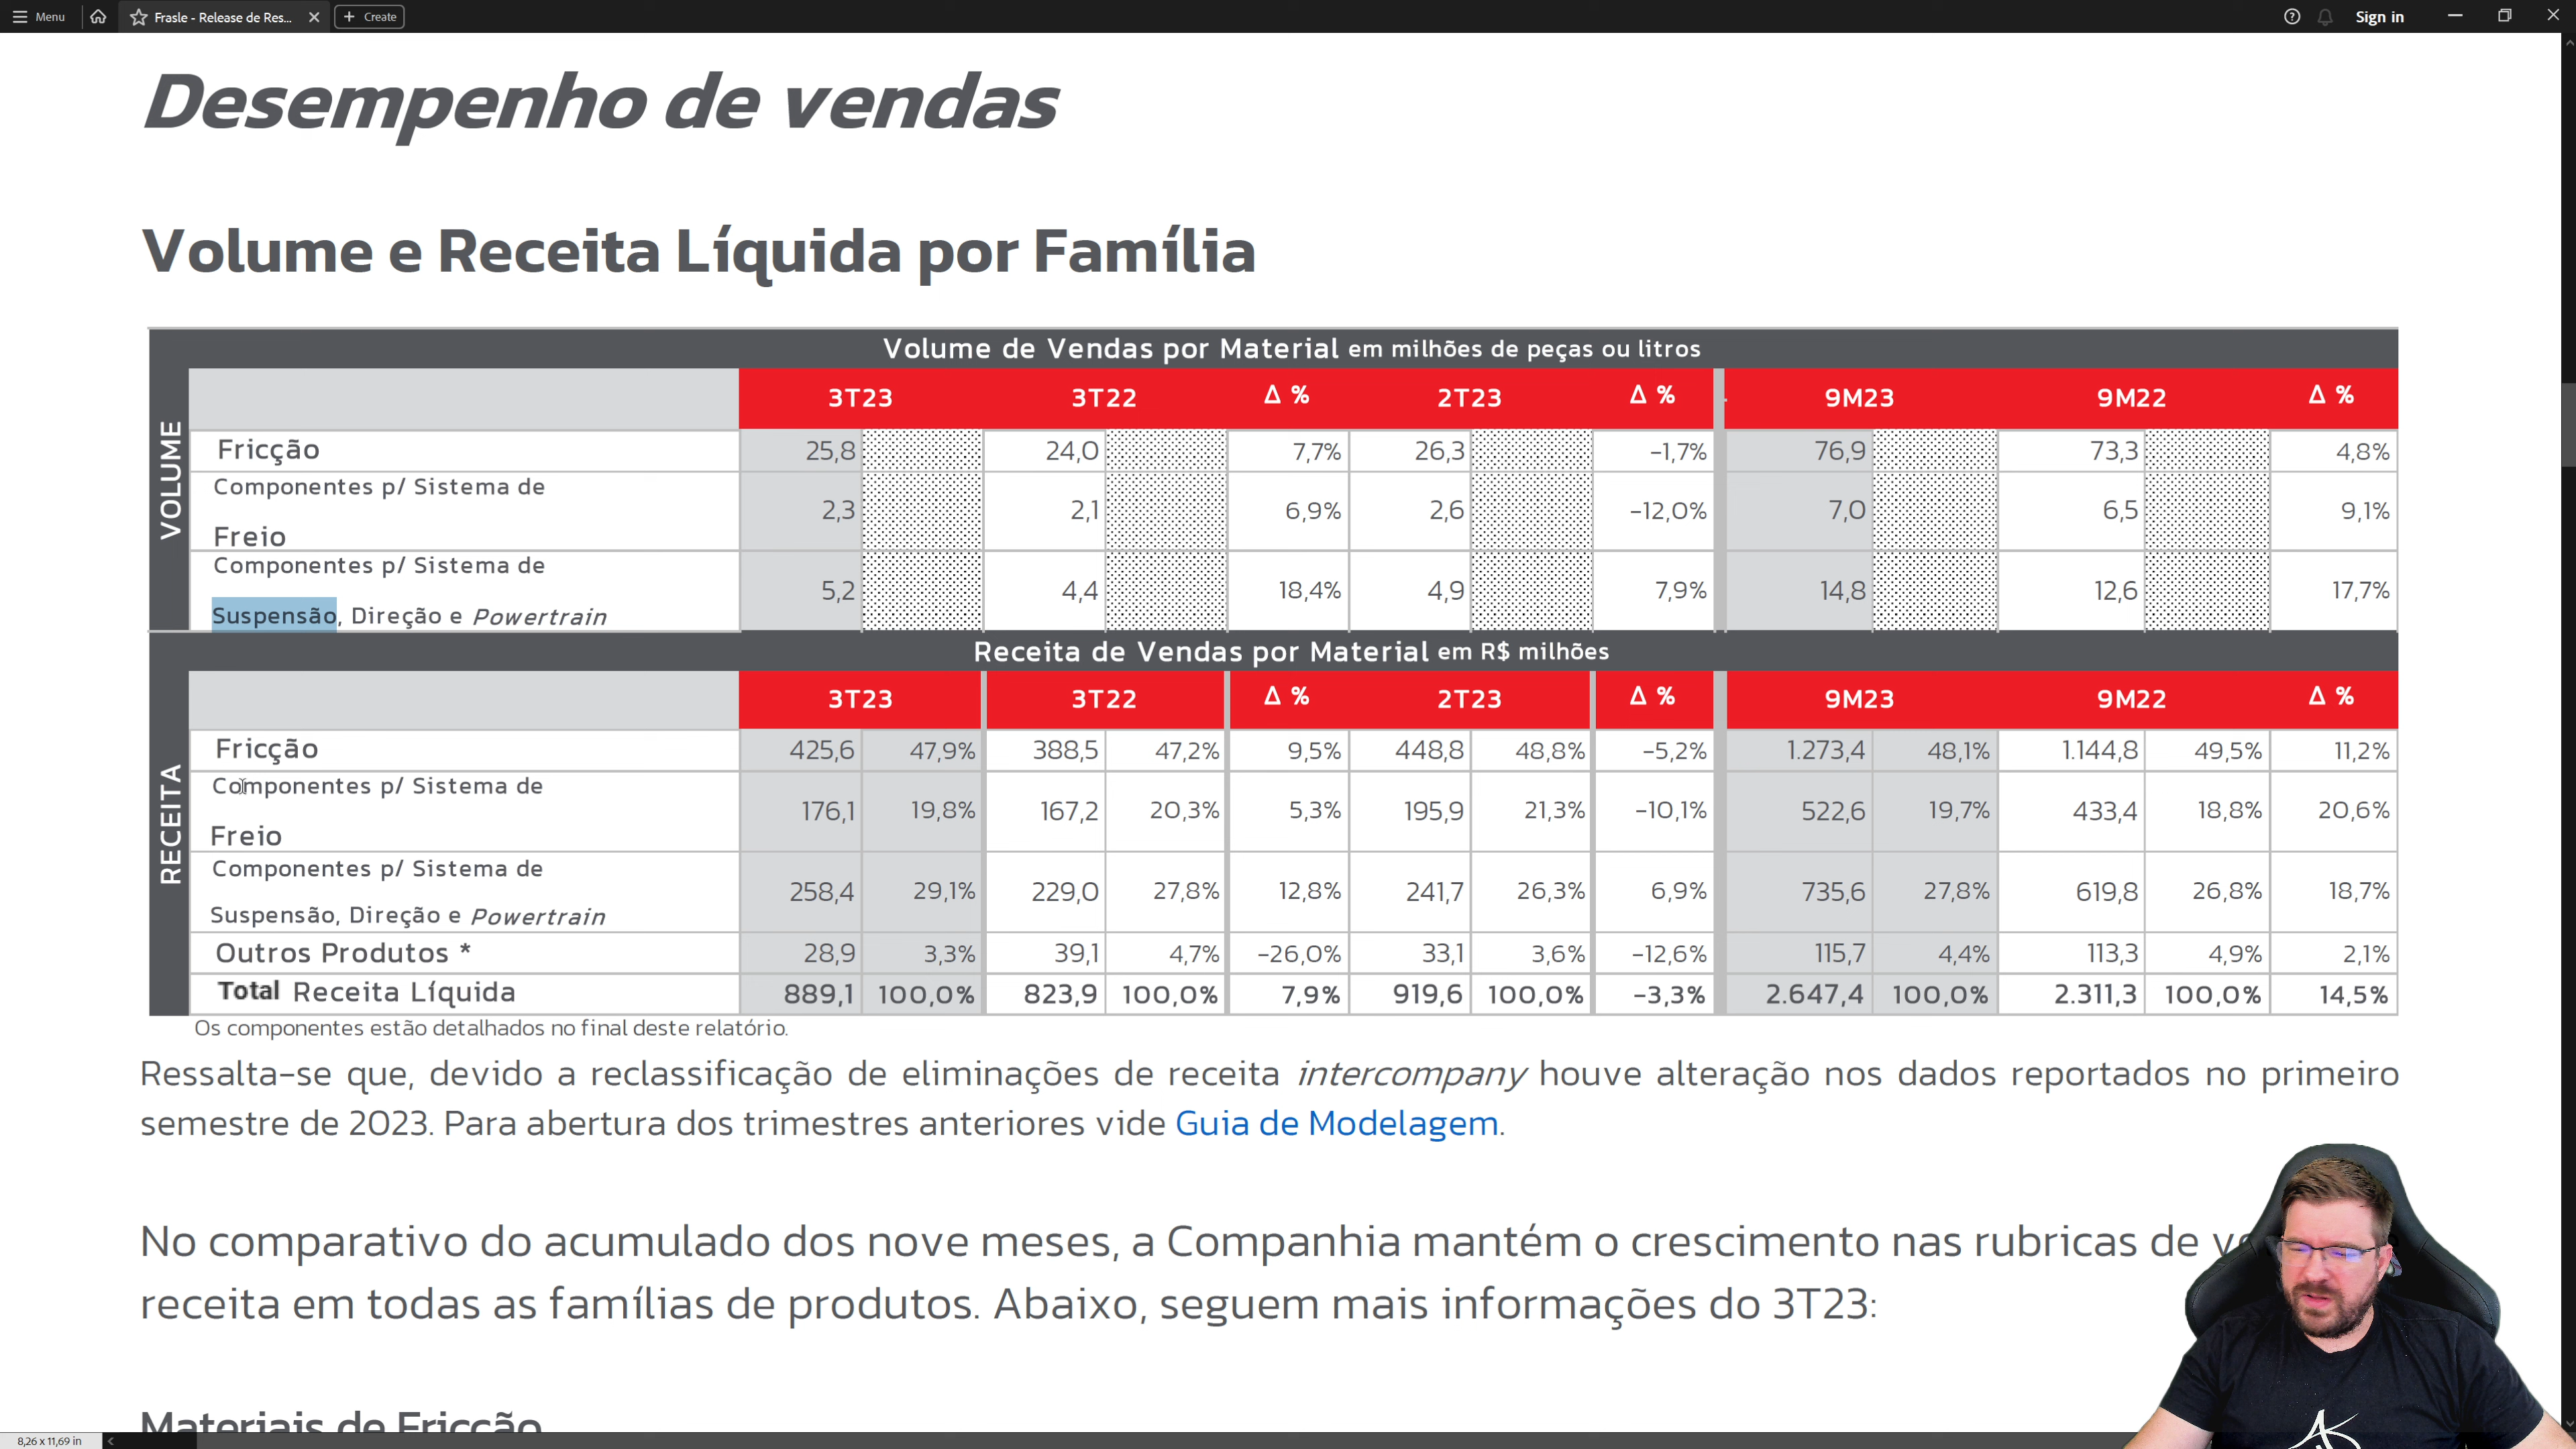 Menu
Frasle - Release de Res...
Create
Sign in
Desempenho de vendas
Volume e Receita Líquida por Família
Volume de Vendas por Material em milhões de peças ou litros
VOLUME
3T23 3T22 Δ % 2T23 Δ % 9M23 9M22 Δ %
Fricção 25,8 24,0 7,7% 26,3 -1,7% 76,9 73,3 4,8%
Componentes p/ Sistema de
Freio 2,3 2,1 6,9% 2,6 -12,0% 7,0 6,5 9,1%
Componentes p/ Sistema de
Suspensão, Direção e Powertrain 5,2 4,4 18,4% 4,9 7,9% 14,8 12,6 17,7%
Receita de Vendas por Material em R$ milhões
RECEITA
3T23 3T22 Δ % 2T23 Δ % 9M23 9M22 Δ %
Fricção 425,6 47,9% 388,5 47,2% 9,5% 448,8 48,8% -5,2% 1.273,4 48,1% 1.144,8 49,5% 11,2%
Componentes p/ Sistema de
Freio 176,1 19,8% 167,2 20,3% 5,3% 195,9 21,3% -10,1% 522,6 19,7% 433,4 18,8% 20,6%
Componentes p/ Sistema de
Suspensão, Direção e Powertrain 258,4 29,1% 229,0 27,8% 12,8% 241,7 26,3% 6,9% 735,6 27,8% 619,8 26,8% 18,7%
Outros Produtos * 28,9 3,3% 39,1 4,7% -26,0% 33,1 3,6% -12,6% 115,7 4,4% 113,3 4,9% 2,1%
Total Receita Líquida 889,1 100,0% 823,9 100,0% 7,9% 919,6 100,0% -3,3% 2.647,4 100,0% 2.311,3 100,0% 14,5%
Os componentes estão detalhados no final deste relatório.
Ressalta-se que, devido a reclassificação de eliminações de receita intercompany houve alteração nos dados reportados no primeiro
semestre de 2023. Para abertura dos trimestres anteriores vide Guia de Modelagem.
No comparativo do acumulado dos nove meses, a Companhia mantém o crescimento nas rubricas de
receita em todas as famílias de produtos. Abaixo, seguem mais informações do 3T23:
Materiais de Fricção
8,26 x 11,69 in